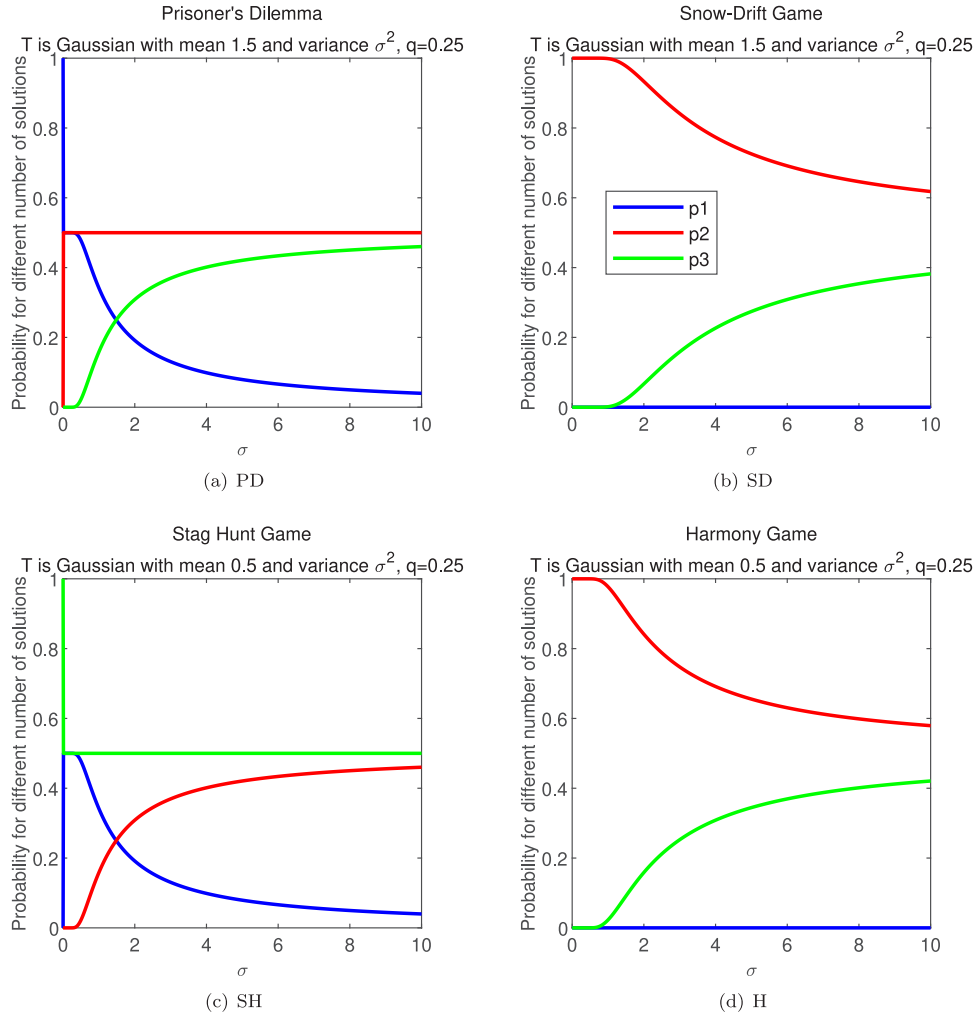 Prisoner's Dilemma
T is Gaussian with mean 1.5 and variance σ², q=0.25
Probability for different number of solutions
1
0.8
0.6
0.4
0.2
0
0 2 4 6 8 10
σ
(a) PD
Snow-Drift Game
T is Gaussian with mean 1.5 and variance σ², q=0.25
Probability for different number of solutions
1
0.8
0.6
0.4
0.2
0
p1
p2
p3
0 2 4 6 8 10
σ
(b) SD
Stag Hunt Game
T is Gaussian with mean 0.5 and variance σ², q=0.25
Probability for different number of solutions
1
0.8
0.6
0.4
0.2
0
0 2 4 6 8 10
σ
(c) SH
Harmony Game
T is Gaussian with mean 0.5 and variance σ², q=0.25
Probability for different number of solutions
1
0.8
0.6
0.4
0.2
0
0 2 4 6 8 10
σ
(d) H